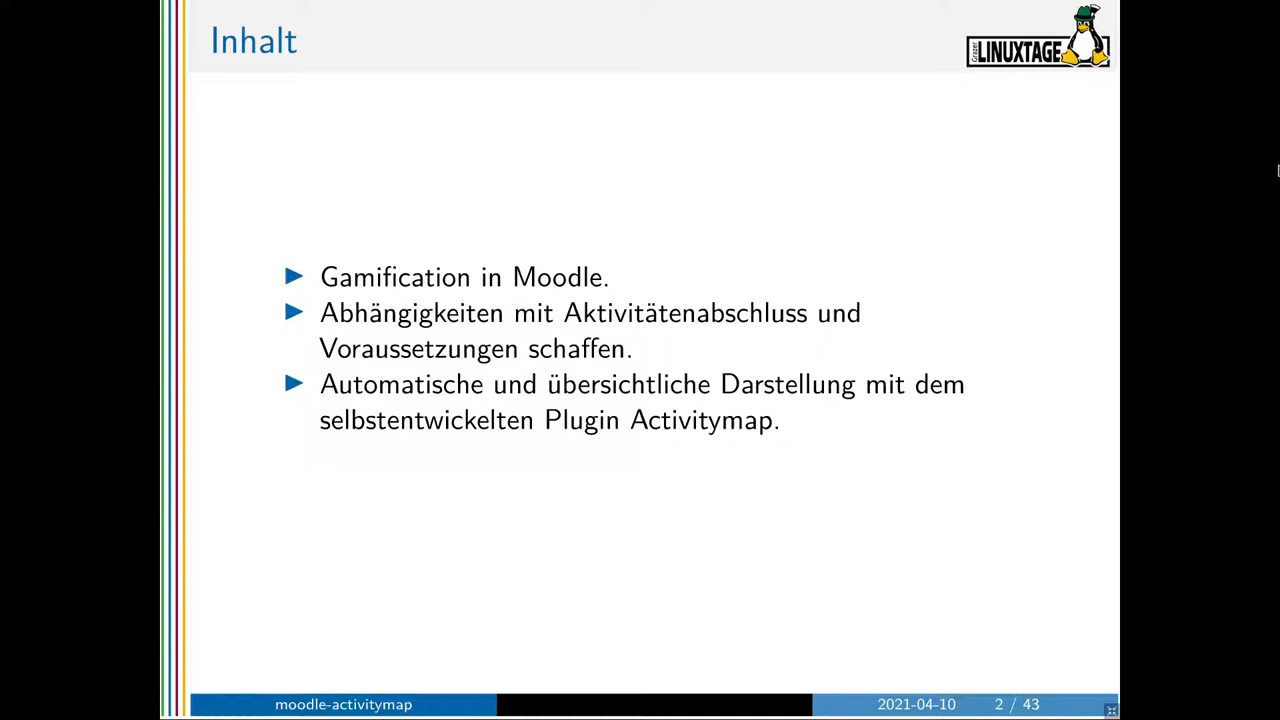 Inhalt
Grazer
LINUXTAGE
Gamification in Moodle.
Abhängigkeiten mit Aktivitätenabschluss und
Voraussetzungen schaffen.
Automatische und übersichtliche Darstellung mit dem
selbstentwickelten Plugin Activitymap.
moodle-activitymap
2021-04-10
2 / 43